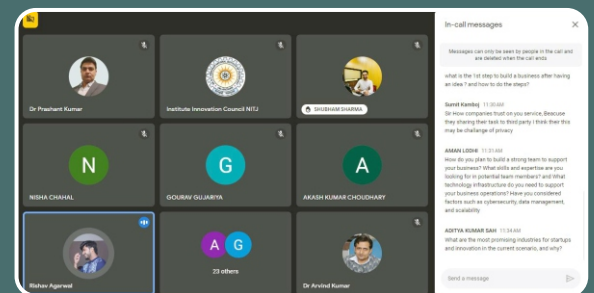 In-call messages
Messages can only be seen by people in the call and
are deleted when the call ends
what is the 1st step to build a business after having
an idea ? and how to do the steps?
Sumit Kamboj 11:30 AM
Sir How companies trust on your service, Beacuse
they sharing their task to third party I think their this
may be challange of privacy
AMAN LODHI 11:31 AM
How do you plan to build a strong team to support
your business? What skills and expertise are you
looking for in potential team members? and What
technology infrastructure do you need to support
your business operations? Have you considered
factors such as cybersecurity, data management,
and scalability
ADITYA KUMAR SAH 11:34 AM
What are the most promising industries for startups
and innovation in the current scenario, and why?
Send a message
Dr Prashant Kumar
Institute Innovation Council NITJ
SHUBHAM SHARMA
N
NISHA CHAHAL
G
GOURAV GUJARIYA
A
AKASH KUMAR CHOUDHARY
Rishav Agarwal
A G
23 others
Dr Arvind Kumar